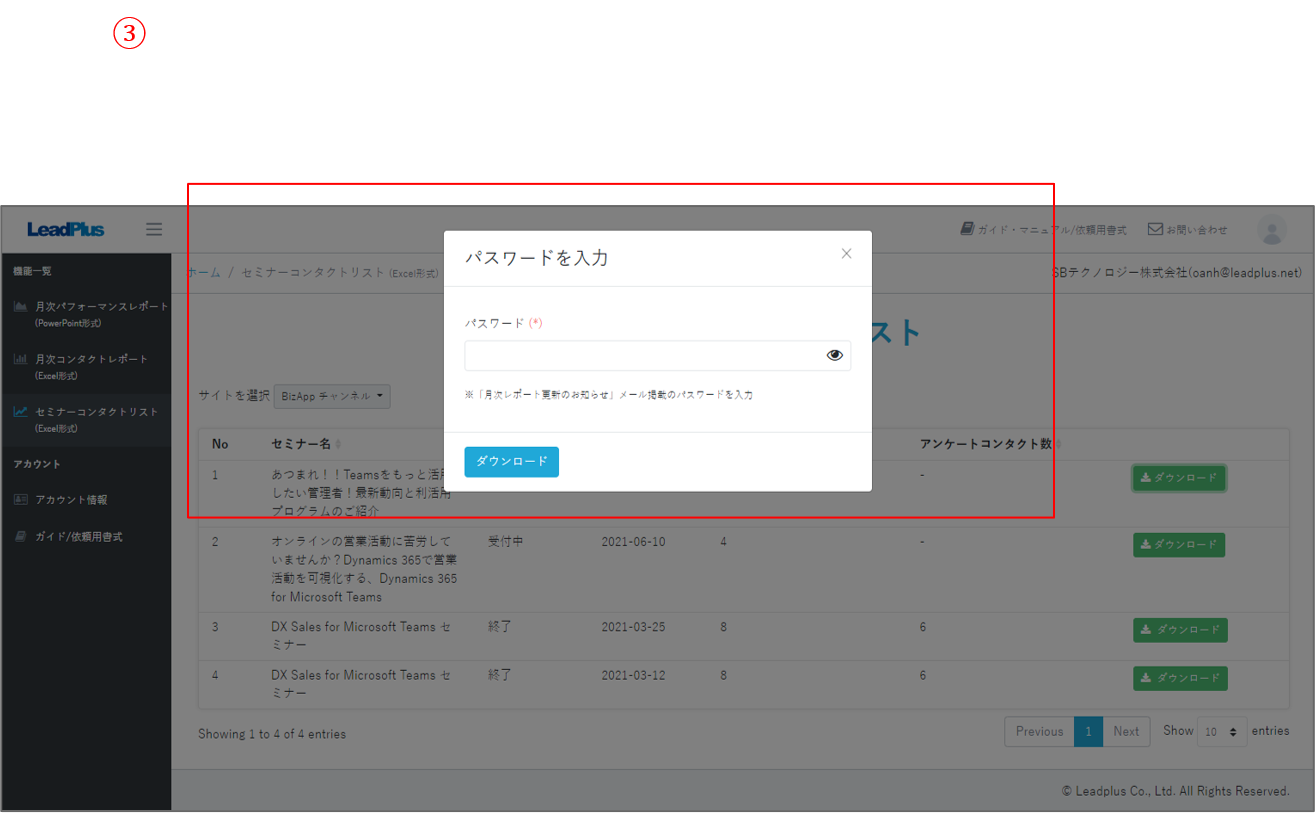 ③
LeadPlus
ガイド・マニュアル/依頼用書式
お問い合わせ
機能一覧
ホーム / セミナーコンタクトリスト (Excel形式)
SBテクノロジー株式会社(oanh@leadplus.net)
月次パフォーマンスレポート
(PowerPoint形式)
月次コンタクトレポート
(Excel形式)
セミナーコンタクトリスト
(Excel形式)
アカウント
アカウント情報
ガイド/依頼用書式
パスワードを入力
パスワード (*)
※「月次レポート更新のお知らせ」メール掲載のパスワードを入力
ダウンロード
スト
サイトを選択 BizApp チャンネル
No セミナー名 アンケートコンタクト数
1 あつまれ!!Teamsをもっと活用 - ダウンロード
したい管理者!最新動向と利活用
プログラムのご紹介
2 オンラインの営業活動に苦労して 受付中 2021-06-10 4 - ダウンロード
いませんか?Dynamics 365で営業
活動を可視化する、Dynamics 365
for Microsoft Teams
3 DX Sales for Microsoft Teams セ 終了 2021-03-25 8 6 ダウンロード
ミナー
4 DX Sales for Microsoft Teams セ 終了 2021-03-12 8 6 ダウンロード
ミナー
Showing 1 to 4 of 4 entries
Previous 1 Next Show 10 entries
© Leadplus Co., Ltd. All Rights Reserved.